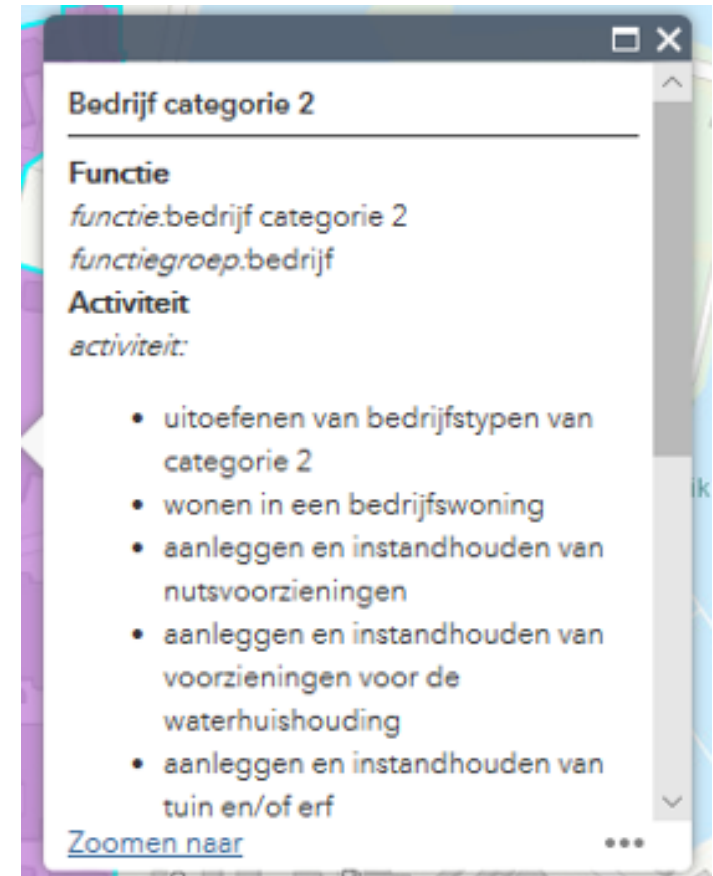 Bedrijf categorie 2
Functie
functie:bedrijf categorie 2
functiegroep:bedrijf
Activiteit
activiteit:
• uitoefenen van bedrijfstypen van
categorie 2
• wonen in een bedrijfswoning
• aanleggen en instandhouden van
nutsvoorzieningen
• aanleggen en instandhouden van
voorzieningen voor de
waterhuishouding
• aanleggen en instandhouden van
tuin en/of erf
Zoomen naar
ik